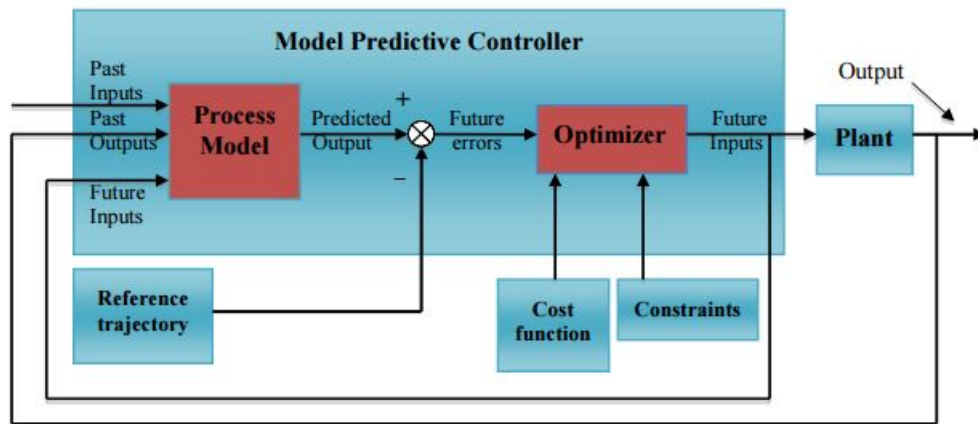 Model Predictive Controller
Past
Inputs
Past
Outputs
Future
Inputs
Process
Model
Predicted
Output
+
−
Future
errors
Optimizer
Future
Inputs
Plant
Output
Reference
trajectory
Cost
function
Constraints